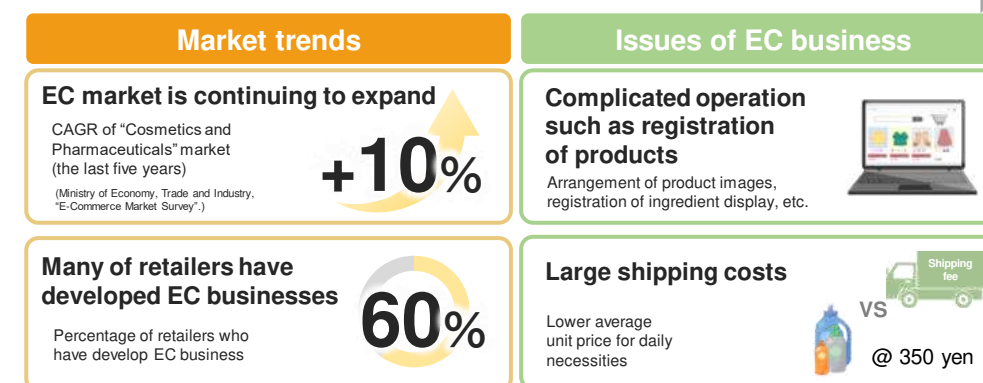 Market trends
EC market is continuing to expand
CAGR of “Cosmetics and
Pharmaceuticals” market
(the last five years)
(Ministry of Economy, Trade and Industry,
“E-Commerce Market Survey”.)
+10%
Many of retailers have
developed EC businesses
Percentage of retailers who
have develop EC business
60%
Issues of EC business
Complicated operation
such as registration
of products
Arrangement of product images,
registration of ingredient display, etc.
Large shipping costs
Lower average
unit price for daily
necessities
VS
Shipping
fee
@ 350 yen